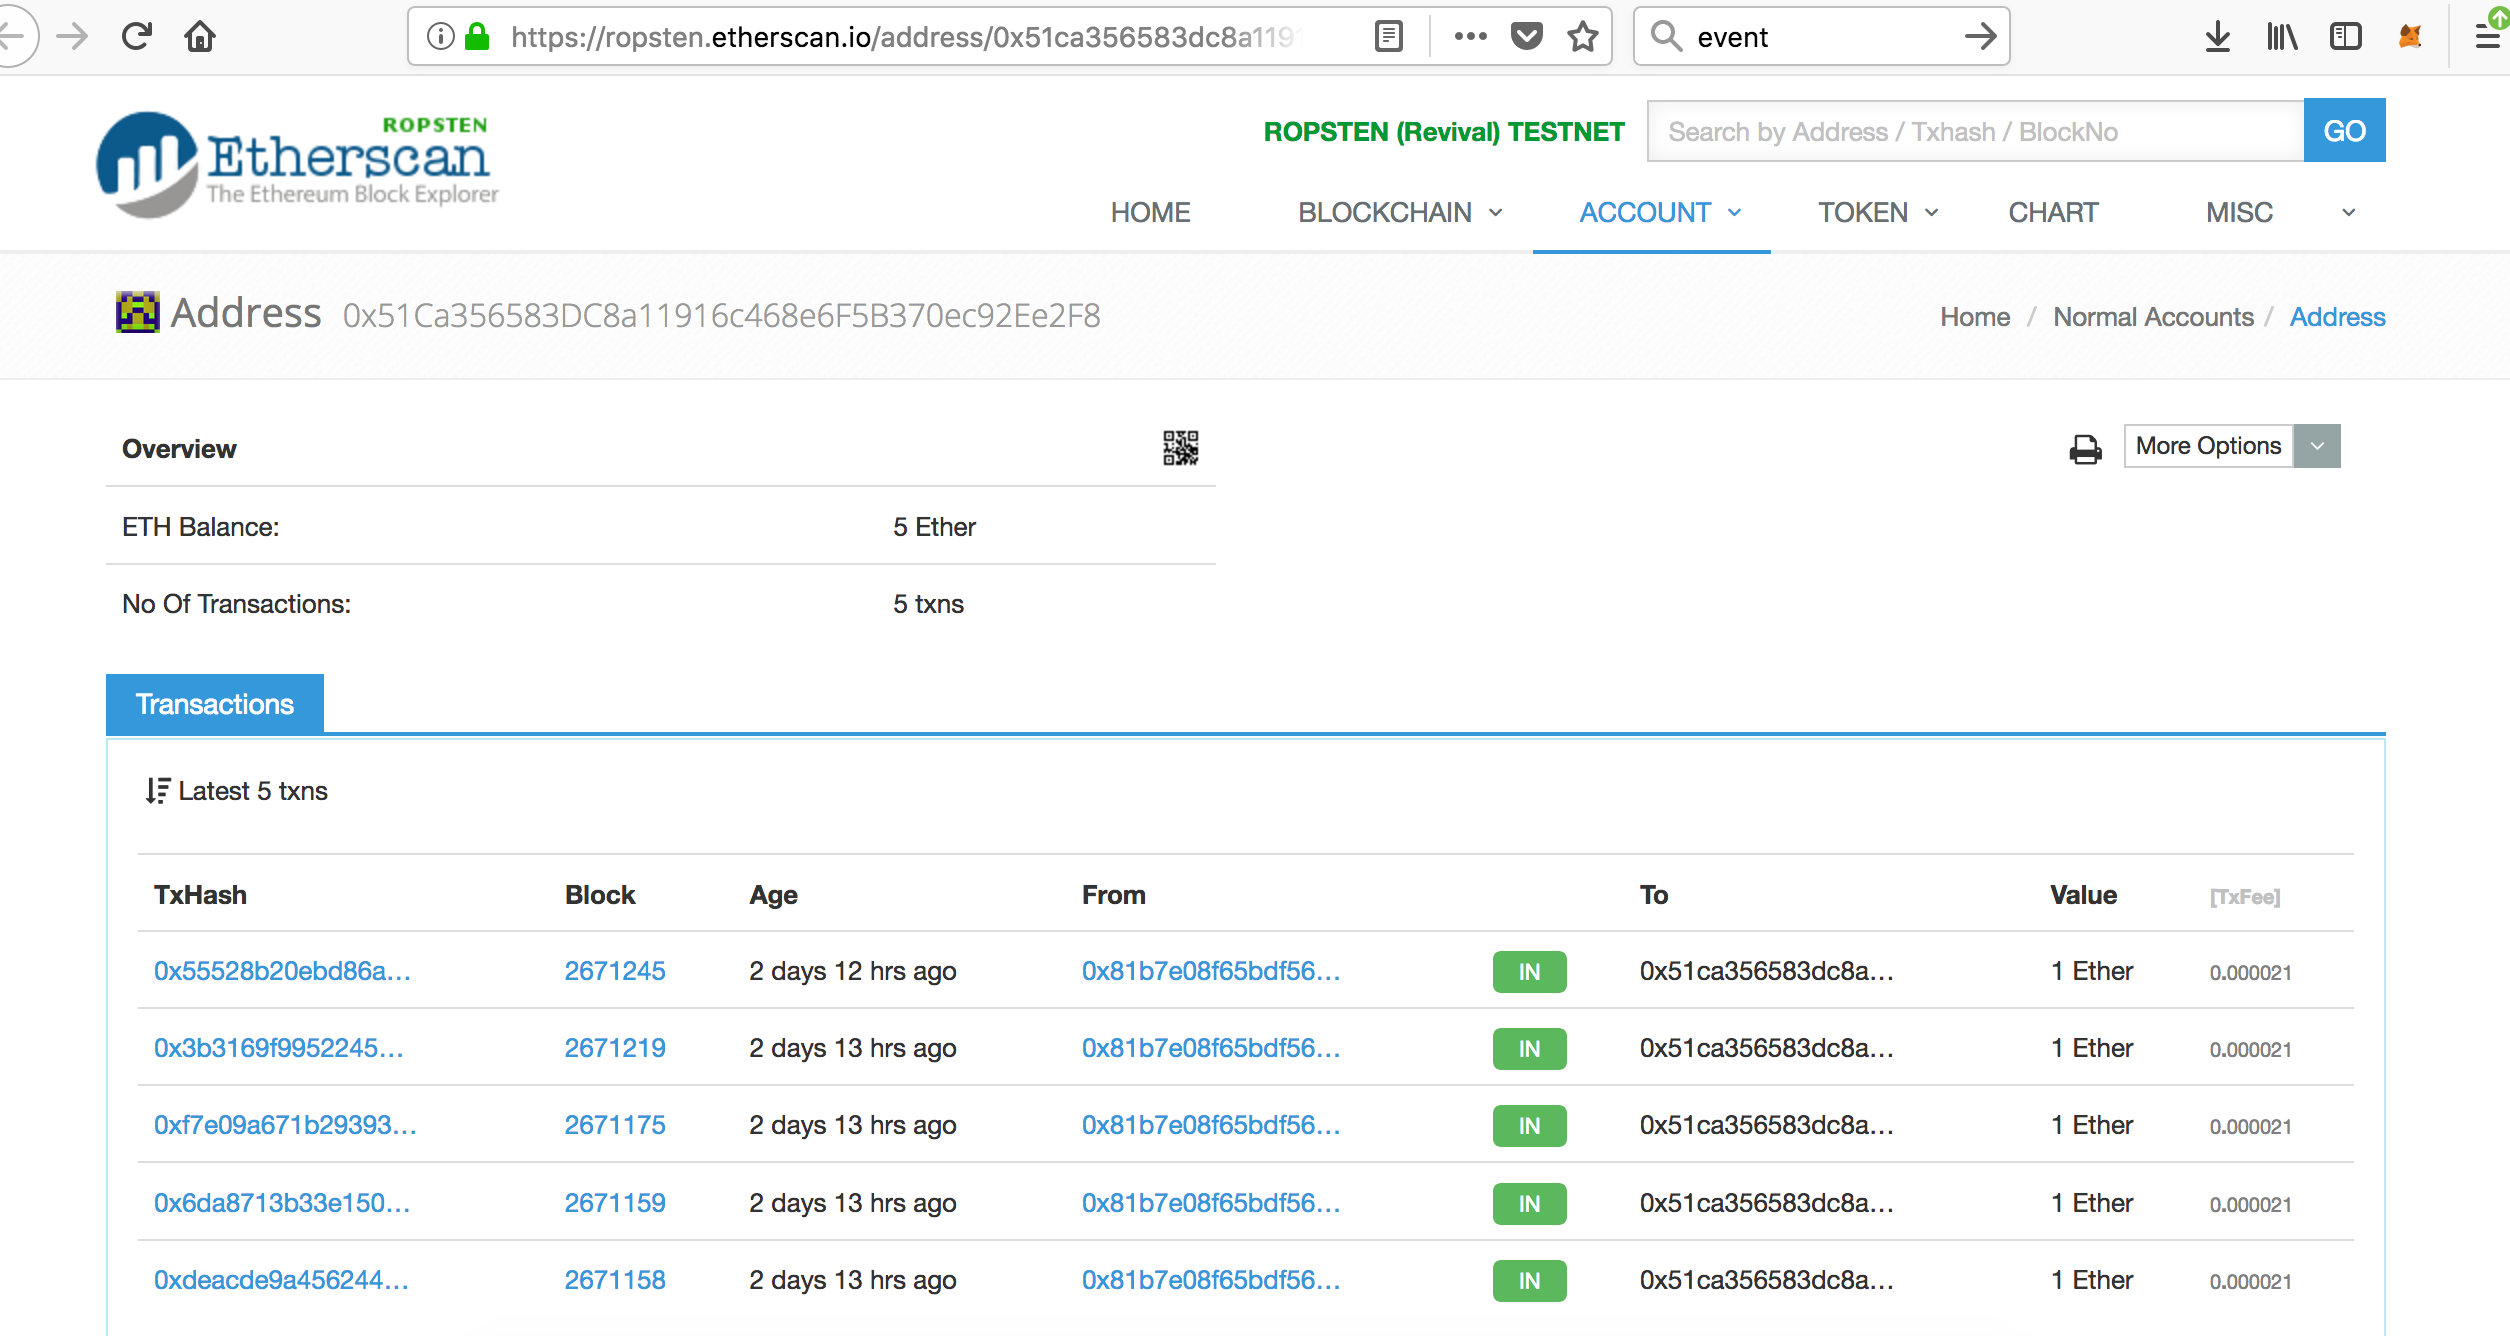 https://ropsten.etherscan.io/address/0x51ca356583dc8a119
event
ROPSTEN
Etherscan
The Ethereum Block Explorer
ROPSTEN (Revival) TESTNET
Search by Address / Txhash / BlockNo
GO
HOME BLOCKCHAIN ACCOUNT TOKEN CHART MISC
Address 0x51Ca356583DC8a11916c468e6F5B370ec92Ee2F8
Home / Normal Accounts / Address
Overview
More Options
ETH Balance: 5 Ether
No Of Transactions: 5 txns
Transactions
Latest 5 txns
TxHash Block Age From To Value [TxFee]
0x55528b20ebd86a... 2671245 2 days 12 hrs ago 0x81b7e08f65bdf56... IN 0x51ca356583dc8a... 1 Ether 0.000021
0x3b3169f9952245... 2671219 2 days 13 hrs ago 0x81b7e08f65bdf56... IN 0x51ca356583dc8a... 1 Ether 0.000021
0xf7e09a671b29393... 2671175 2 days 13 hrs ago 0x81b7e08f65bdf56... IN 0x51ca356583dc8a... 1 Ether 0.000021
0x6da8713b33e150... 2671159 2 days 13 hrs ago 0x81b7e08f65bdf56... IN 0x51ca356583dc8a... 1 Ether 0.000021
0xdeacde9a456244... 2671158 2 days 13 hrs ago 0x81b7e08f65bdf56... IN 0x51ca356583dc8a... 1 Ether 0.000021